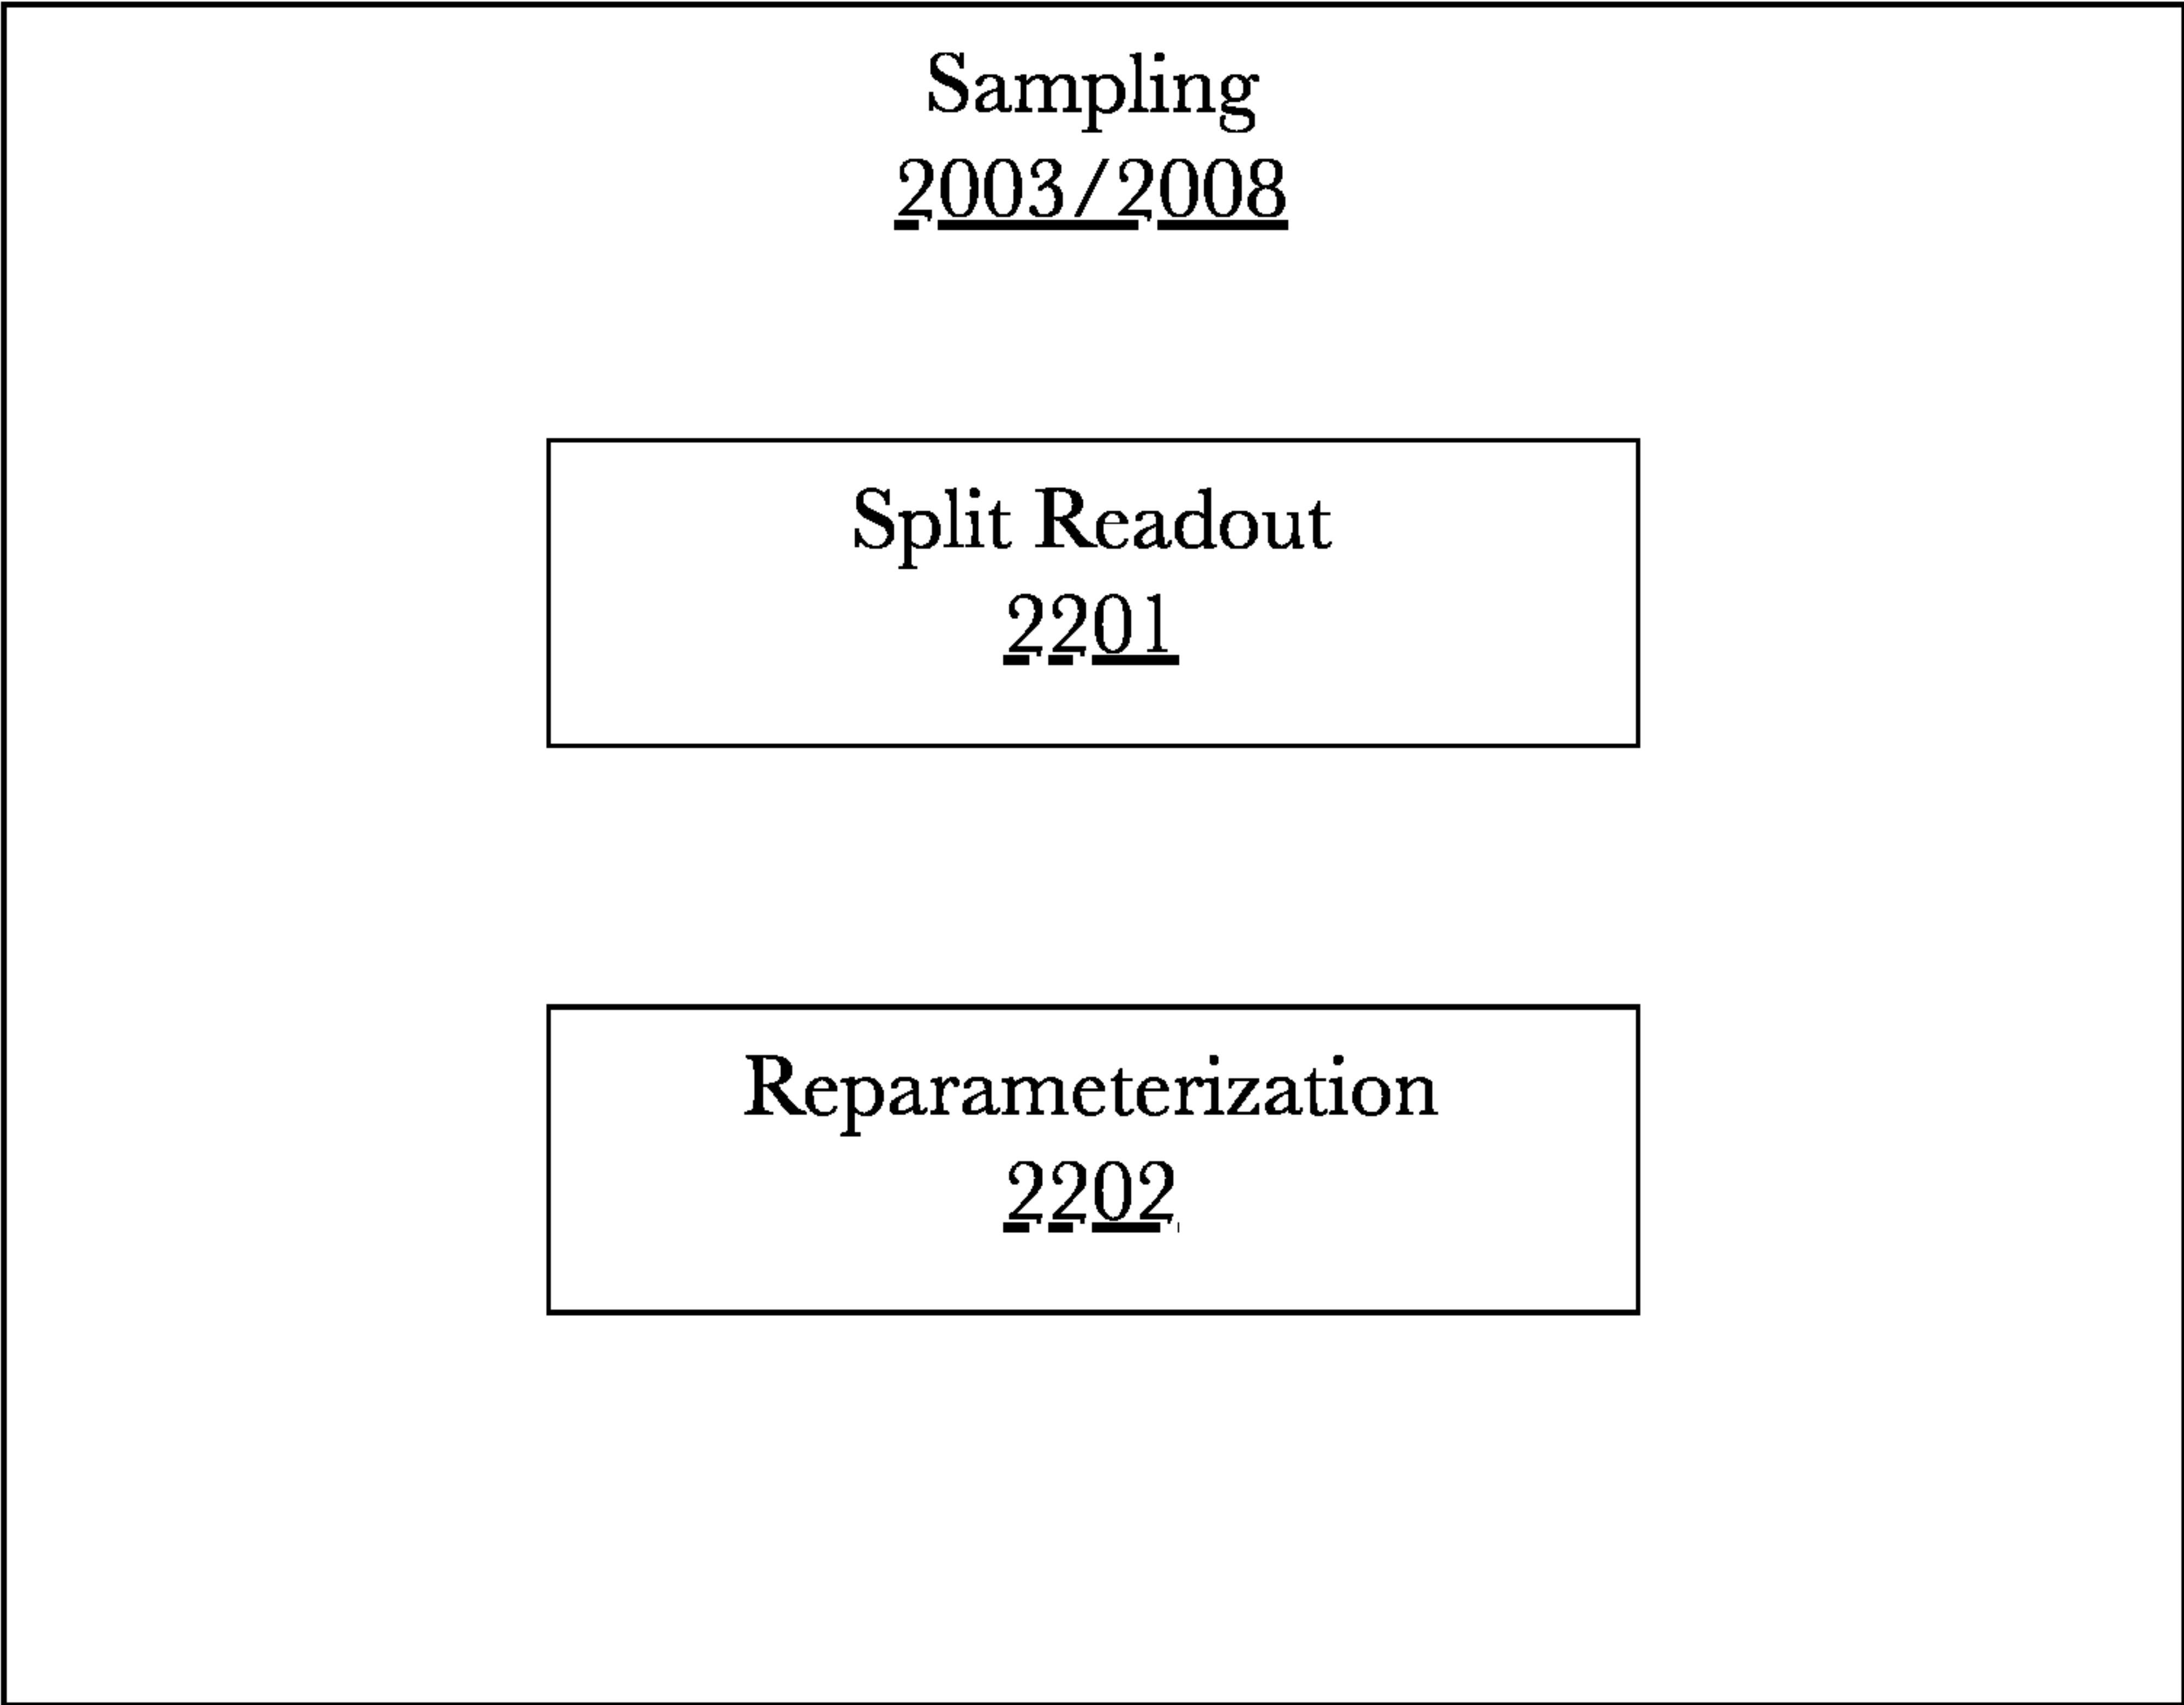 Sampling
2003/2008
Split Readout
2201
Reparameterization
2202